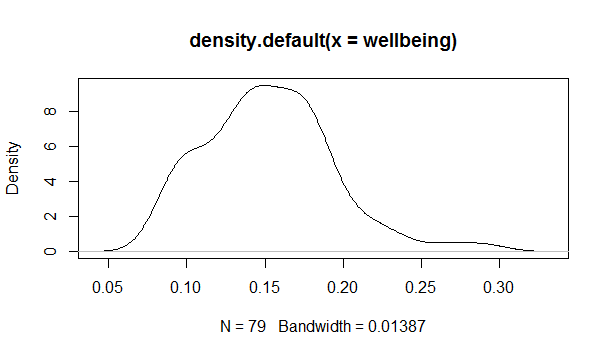 density.default(x = wellbeing)
Density
0 2 4 6 8
0.05 0.10 0.15 0.20 0.25 0.30
N = 79 Bandwidth = 0.01387